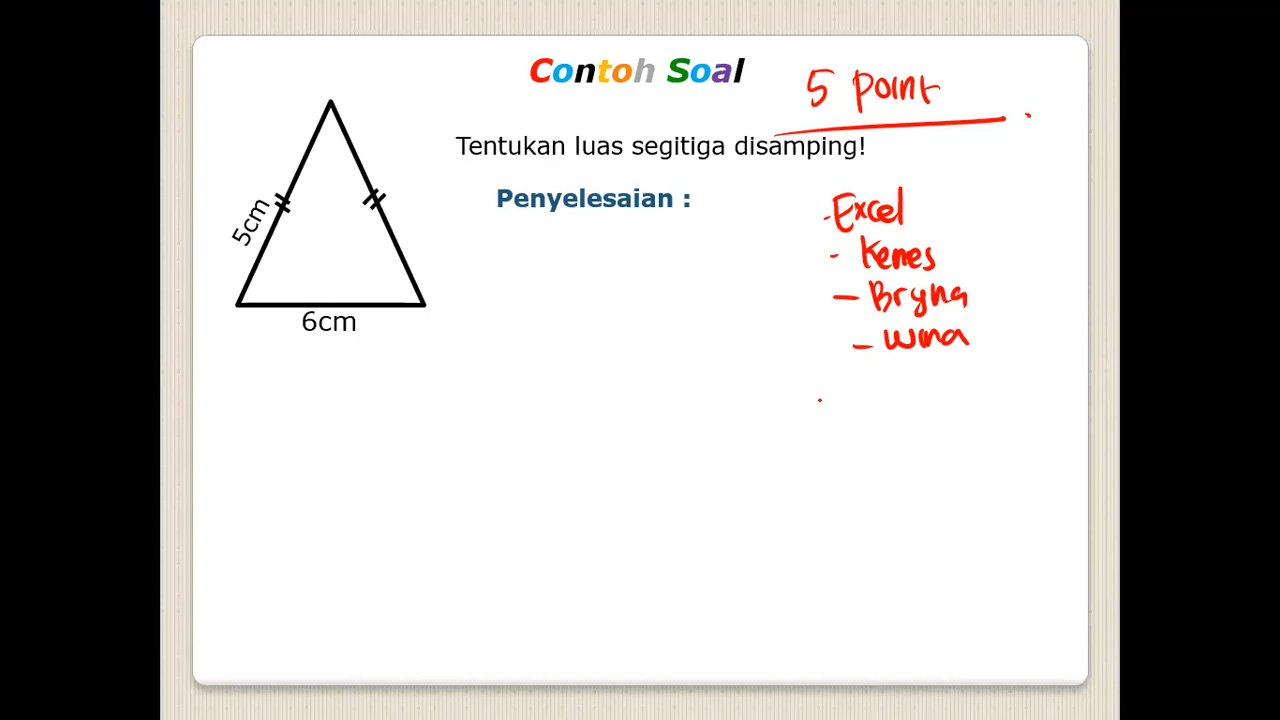 Contoh Soal
5 point
Tentukan luas segitiga disamping!
Penyelesaian :
5cm
6cm
- Excel
- Kenes
- Bryna
- Wina